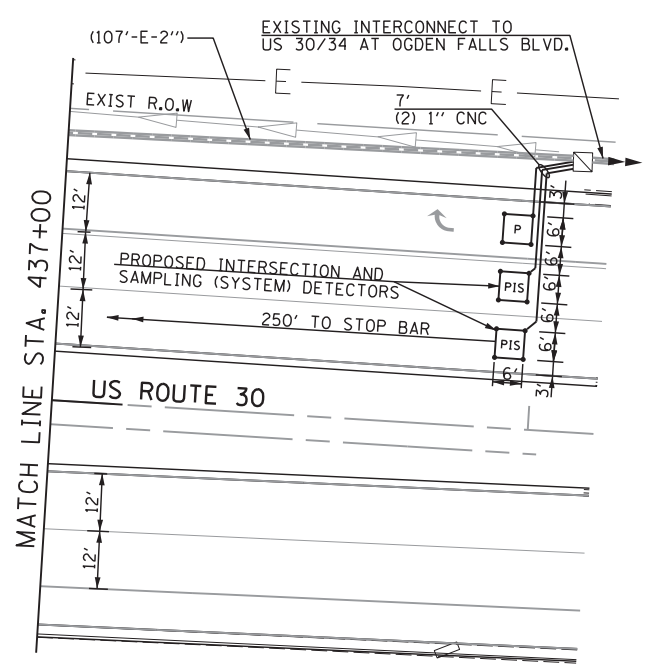 (107'-E-2")
EXISTING INTERCONNECT TO
US 30/34 AT OGDEN FALLS BLVD.
E
E
EXIST R.O.W
7'
(2) 1" CNC
12'
12'
12'
3'
6'
6'
6'
6'
6'
3'
P
PIS
PIS
6'
PROPOSED INTERSECTION AND
SAMPLING (SYSTEM) DETECTORS
250' TO STOP BAR
US ROUTE 30
MATCH LINE STA. 437+00
12'
12'